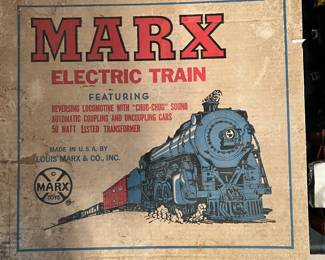 MARX
ELECTRIC TRAIN
FEATURING
REVERSING LOCOMOTIVE WITH "CHUG-CHUG" SOUND
AUTOMATIC COUPLING AND UNCOUPLING CARS
50 WATT LISTED TRANSFORMER
MADE IN U.S.A. BY
LOUIS MARX & CO., INC.
MARX
TOYS